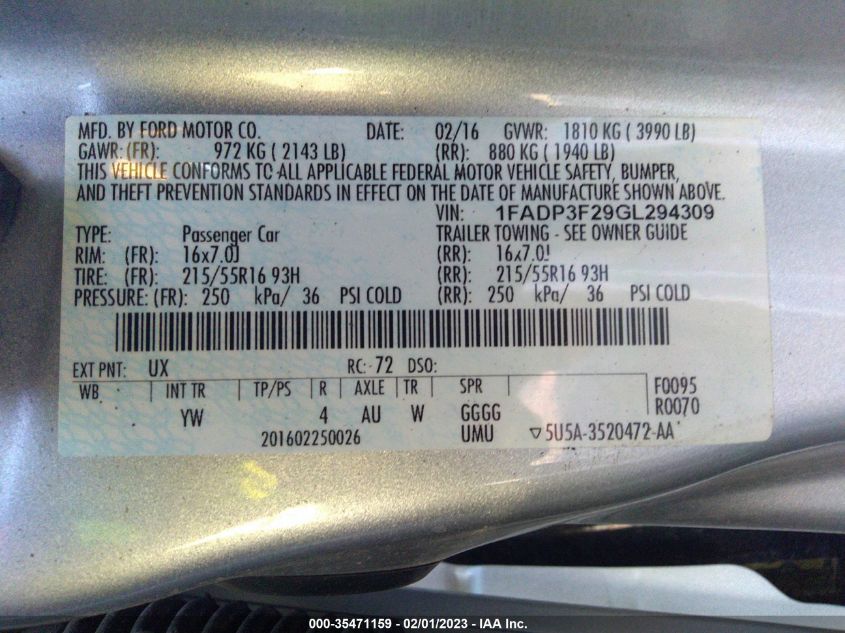 MFD. BY FORD MOTOR CO. DATE: 02/16 GVWR: 1810 KG ( 3990 LB)
GAWR: (FR): 972 KG ( 2143 LB) (RR): 880 KG ( 1940 LB)
THIS VEHICLE CONFORMS TO ALL APPLICABLE FEDERAL MOTOR VEHICLE SAFETY, BUMPER,
AND THEFT PREVENTION STANDARDS IN EFFECT ON THE DATE OF MANUFACTURE SHOWN ABOVE.
VIN: 1FADP3F29GL294309
TYPE: Passenger Car TRAILER TOWING - SEE OWNER GUIDE
RIM: (FR): 16x7.0J (RR): 16x7.0J
TIRE: (FR): 215/55R16 93H (RR): 215/55R16 93H
PRESSURE: (FR): 250 kPa/ 36 PSI COLD (RR): 250 kPa/ 36 PSI COLD
EXT PNT: UX RC: 72 DSO:
WB INT TR TP/PS R AXLE TR SPR F0095
YW 4 AU W GGGG R0070
201602250026 UMU ▽5U5A-3520472-AA
000-35471159 - 02/01/2023 - IAA Inc.